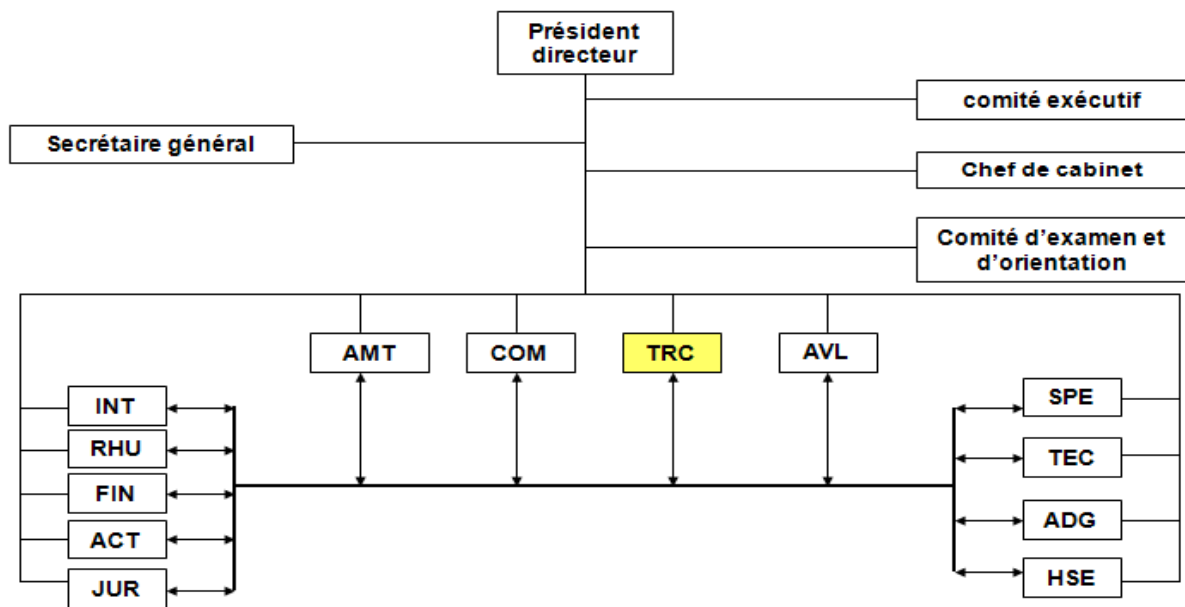 Président
directeur
comité exécutif
Secrétaire général
Chef de cabinet
Comité d'examen et
d'orientation
AMT
COM
TRC
AVL
INT
RHU
FIN
ACT
JUR
SPE
TEC
ADG
HSE